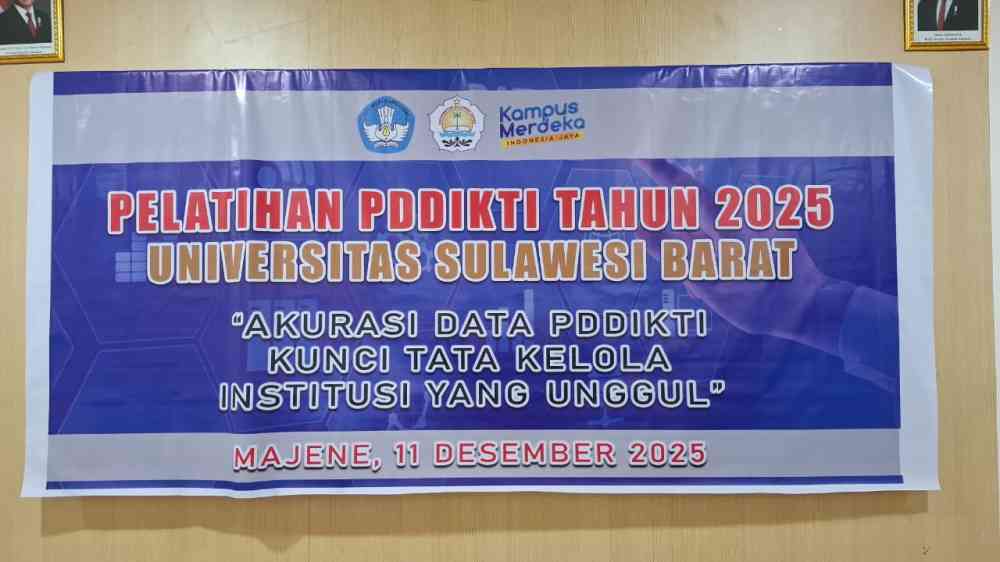 Kampus
Merdeka
INDONESIA JAYA
PELATIHAN PDDIKTI TAHUN 2025
UNIVERSITAS SULAWESI BARAT
"AKURASI DATA PDDIKTI
KUNCI TATA KELOLA
INSTITUSI YANG UNGGUL"
MAJENE, 11 DESEMBER 2025